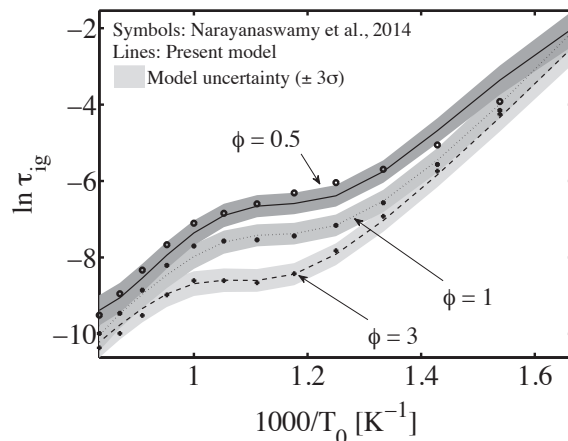 Symbols: Narayanaswamy et al., 2014
Lines: Present model
Model uncertainty (± 3σ)
−2
−4
−6
−8
−10
ln τig
ϕ = 0.5
ϕ = 1
ϕ = 3
1 1.2 1.4 1.6
1000/T0 [K−1]